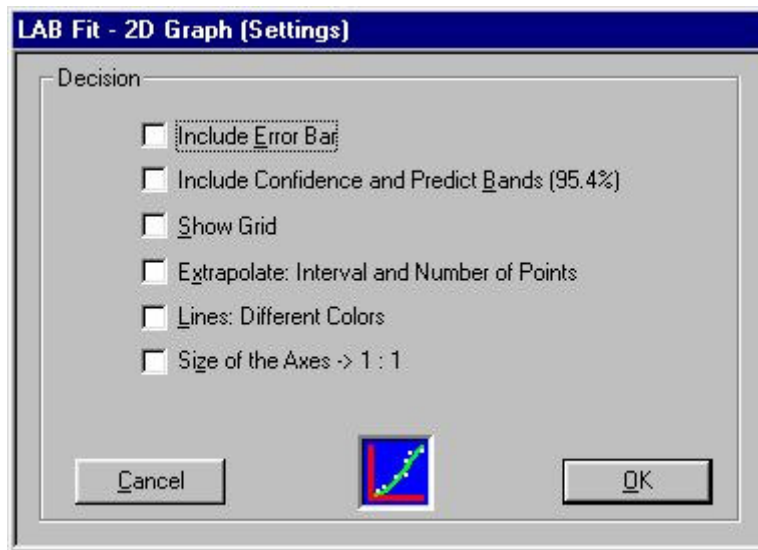 LAB Fit - 2D Graph (Settings)
Decision
Include Error Bar
Include Confidence and Predict Bands (95.4%)
Show Grid
Extrapolate: Interval and Number of Points
Lines: Different Colors
Size of the Axes -> 1 : 1
Cancel
OK